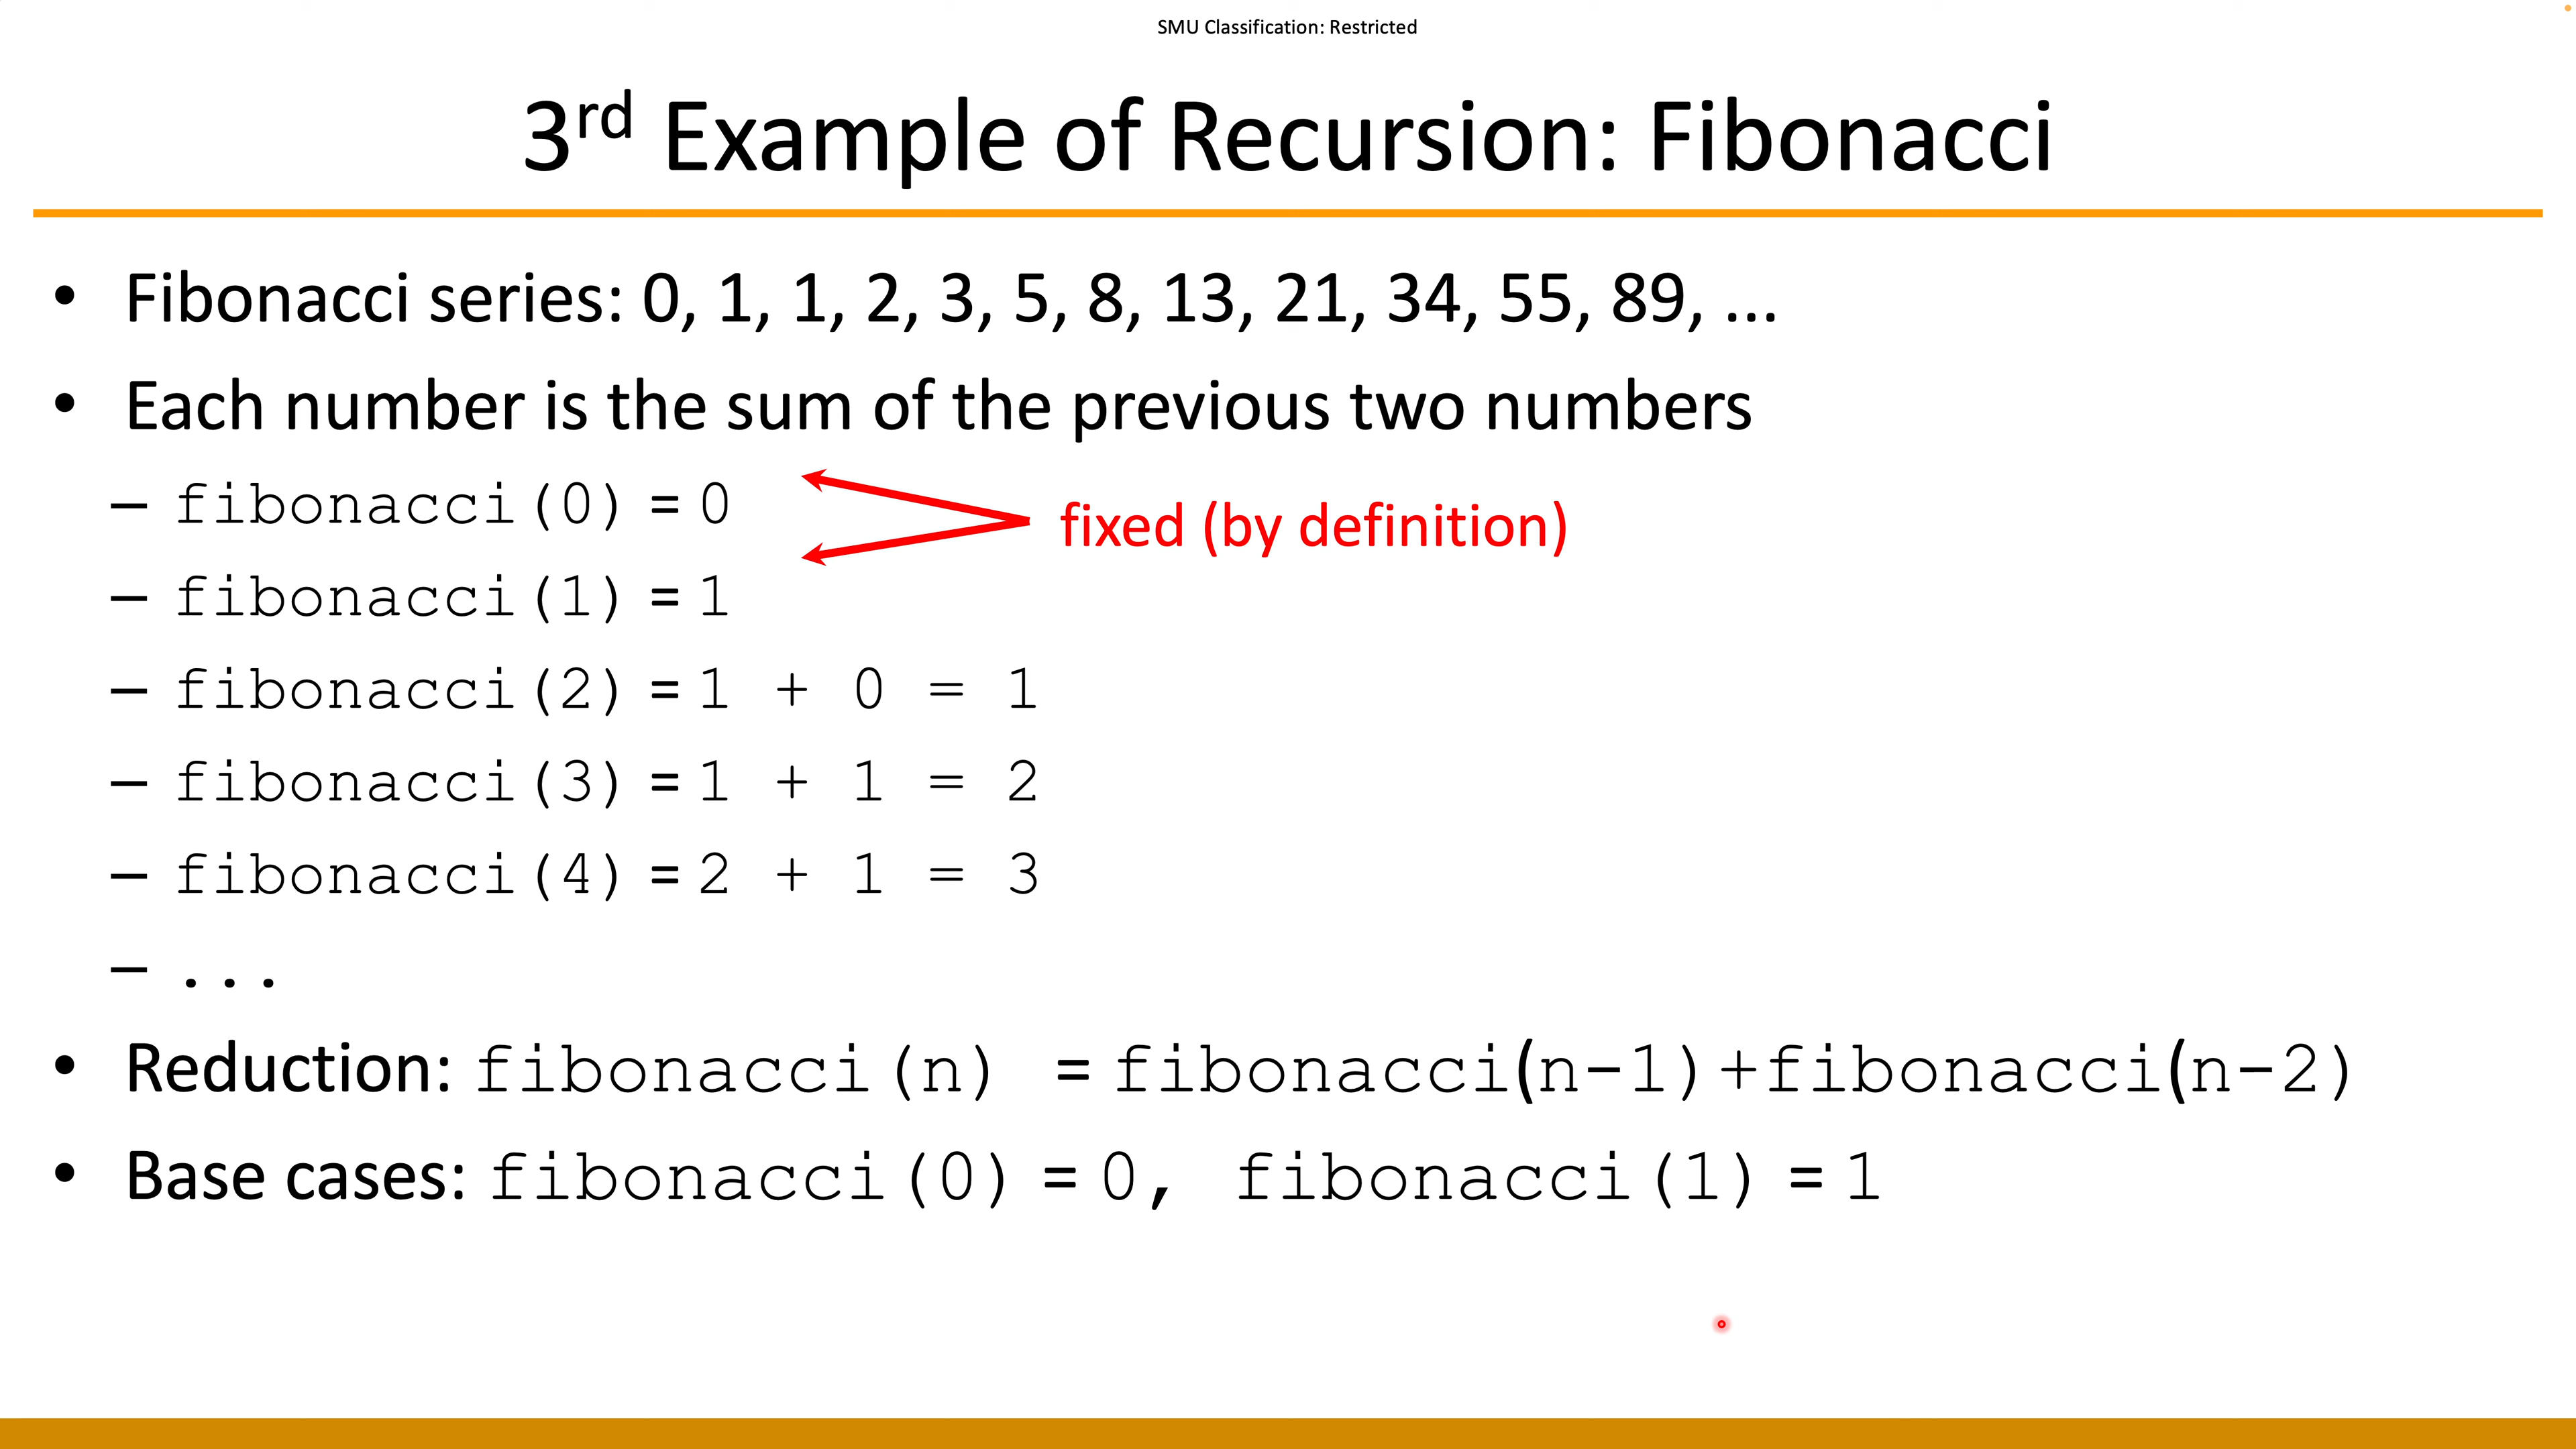 SMU Classification: Restricted
3rd Example of Recursion: Fibonacci
• Fibonacci series: 0, 1, 1, 2, 3, 5, 8, 13, 21, 34, 55, 89, ...
• Each number is the sum of the previous two numbers
– fibonacci(0) = 0
fixed (by definition)
– fibonacci(1) = 1
– fibonacci(2) = 1 + 0 = 1
– fibonacci(3) = 1 + 1 = 2
– fibonacci(4) = 2 + 1 = 3
– ...
• Reduction: fibonacci(n) = fibonacci(n-1)+fibonacci(n-2)
• Base cases: fibonacci(0) = 0, fibonacci(1) = 1